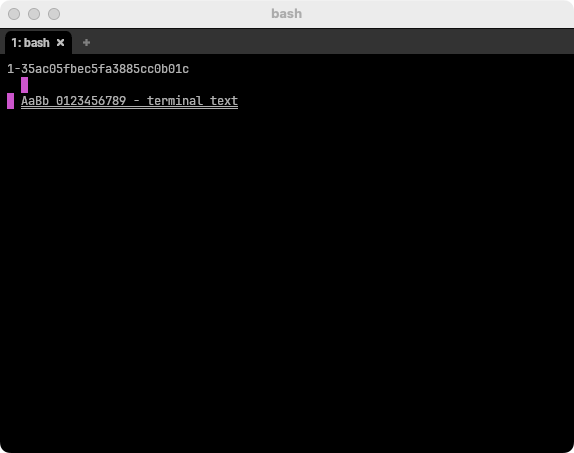 bash
1: bash × +
1-35ac05fbec5fa3885cc0b01c
AaBb 0123456789 - terminal text